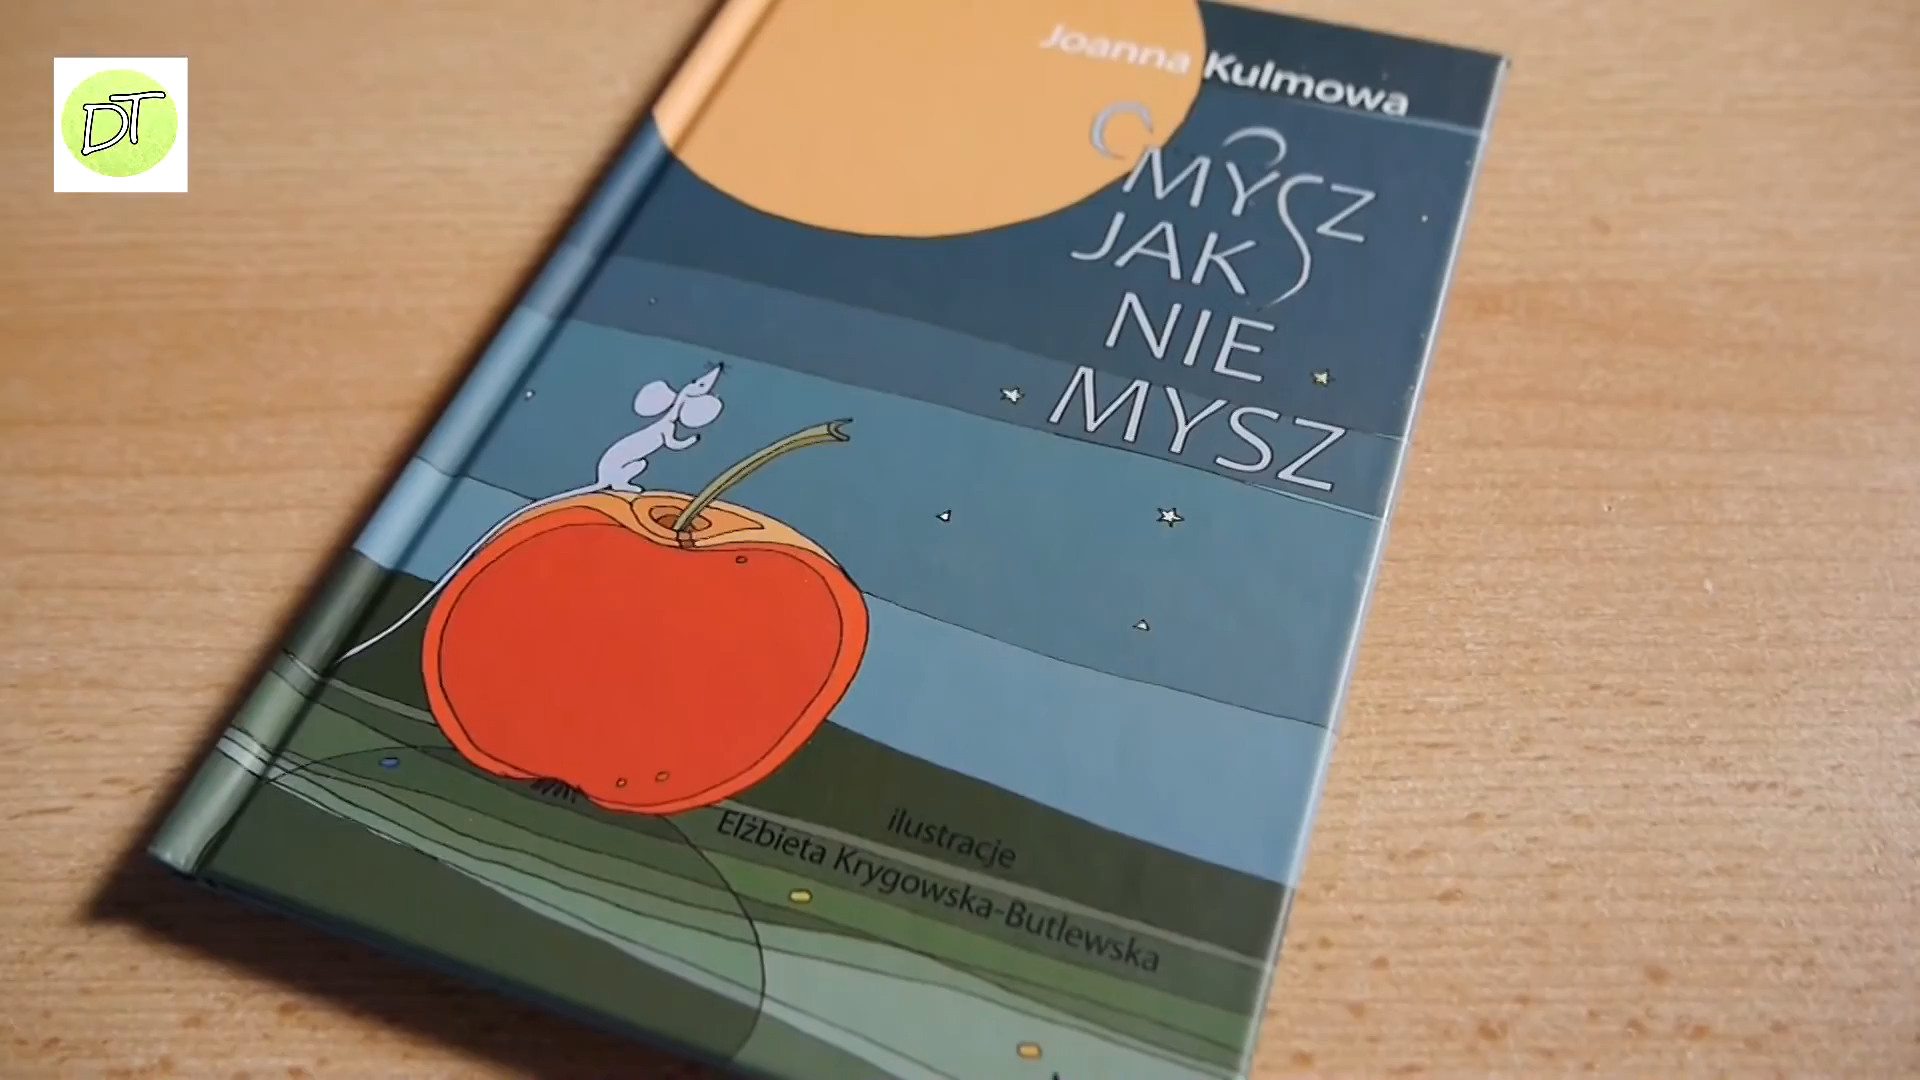 DT
Joanna Kulmowa
MYSZ
JAK
NIE
MYSZ
ilustracje
Elżbieta Krygowska-Butlewska